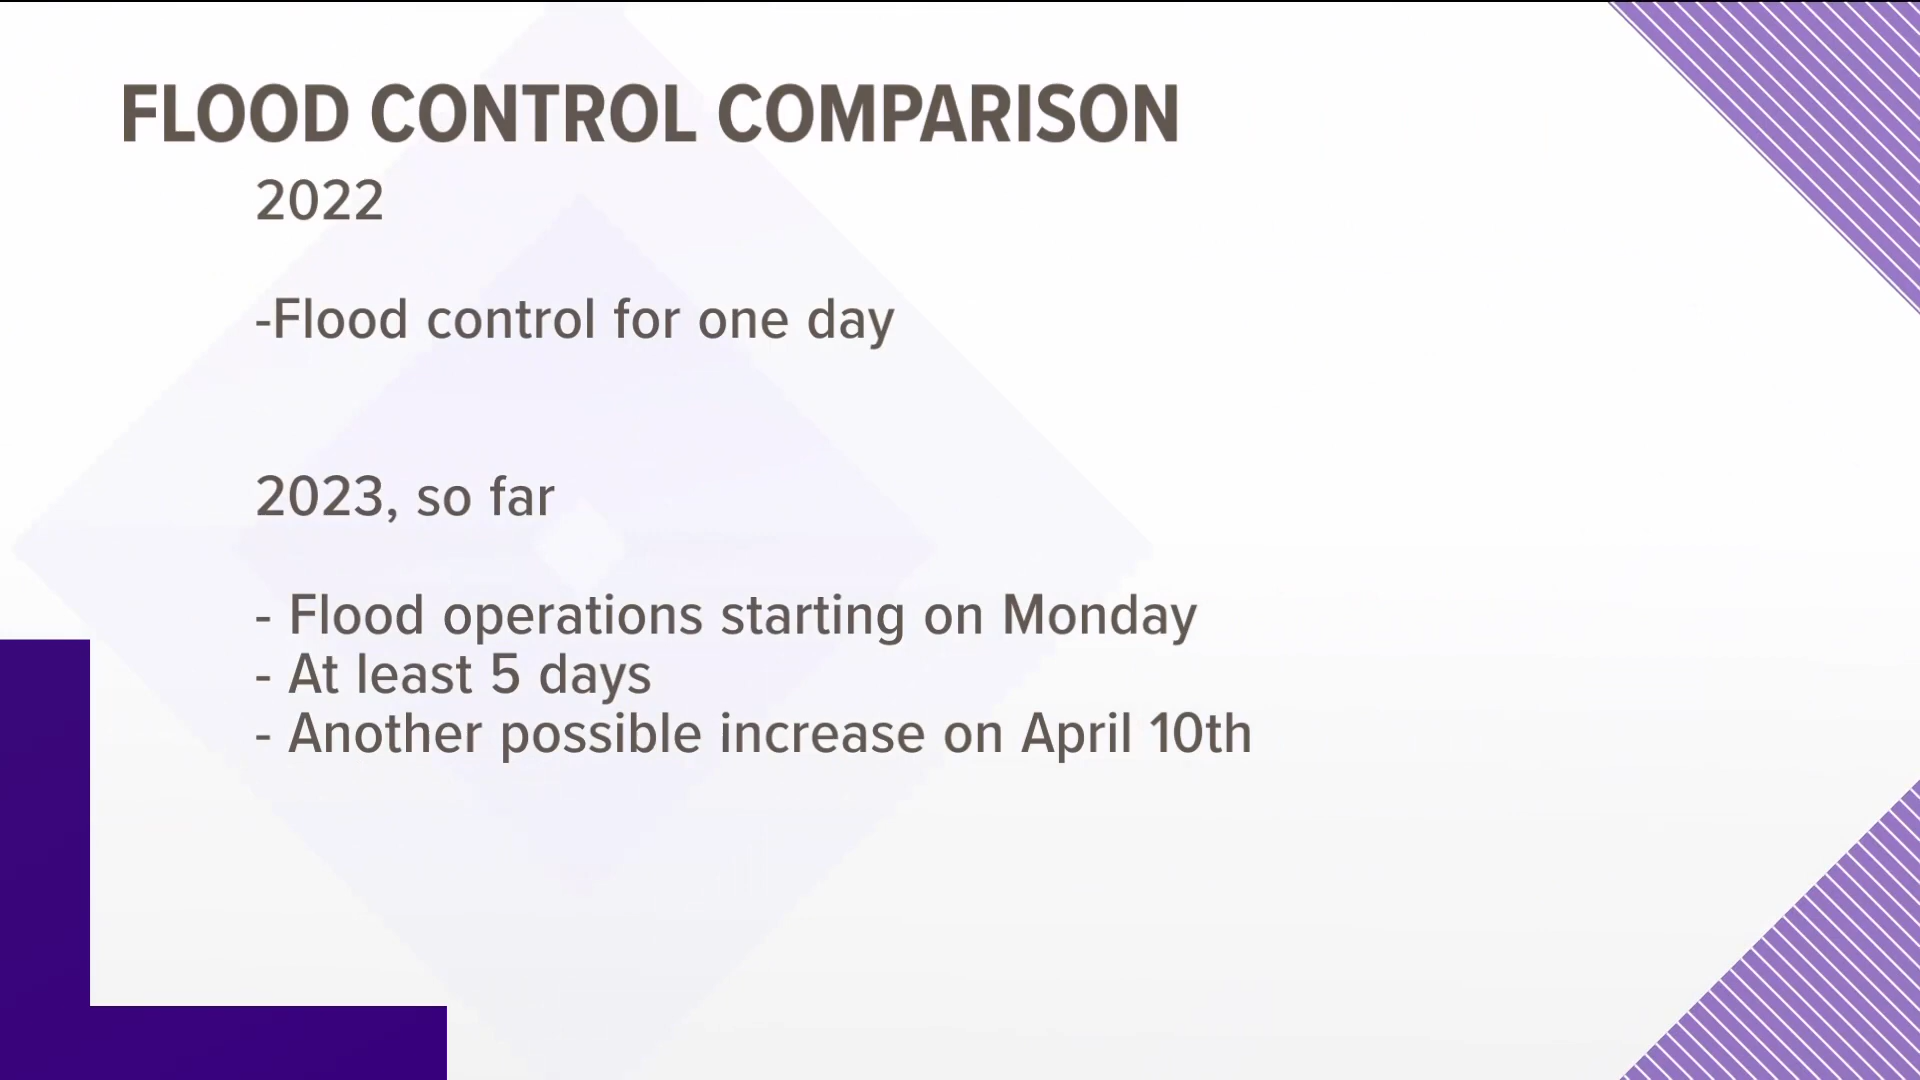 FLOOD CONTROL COMPARISON
2022
-Flood control for one day
2023, so far
- Flood operations starting on Monday
- At least 5 days
- Another possible increase on April 10th